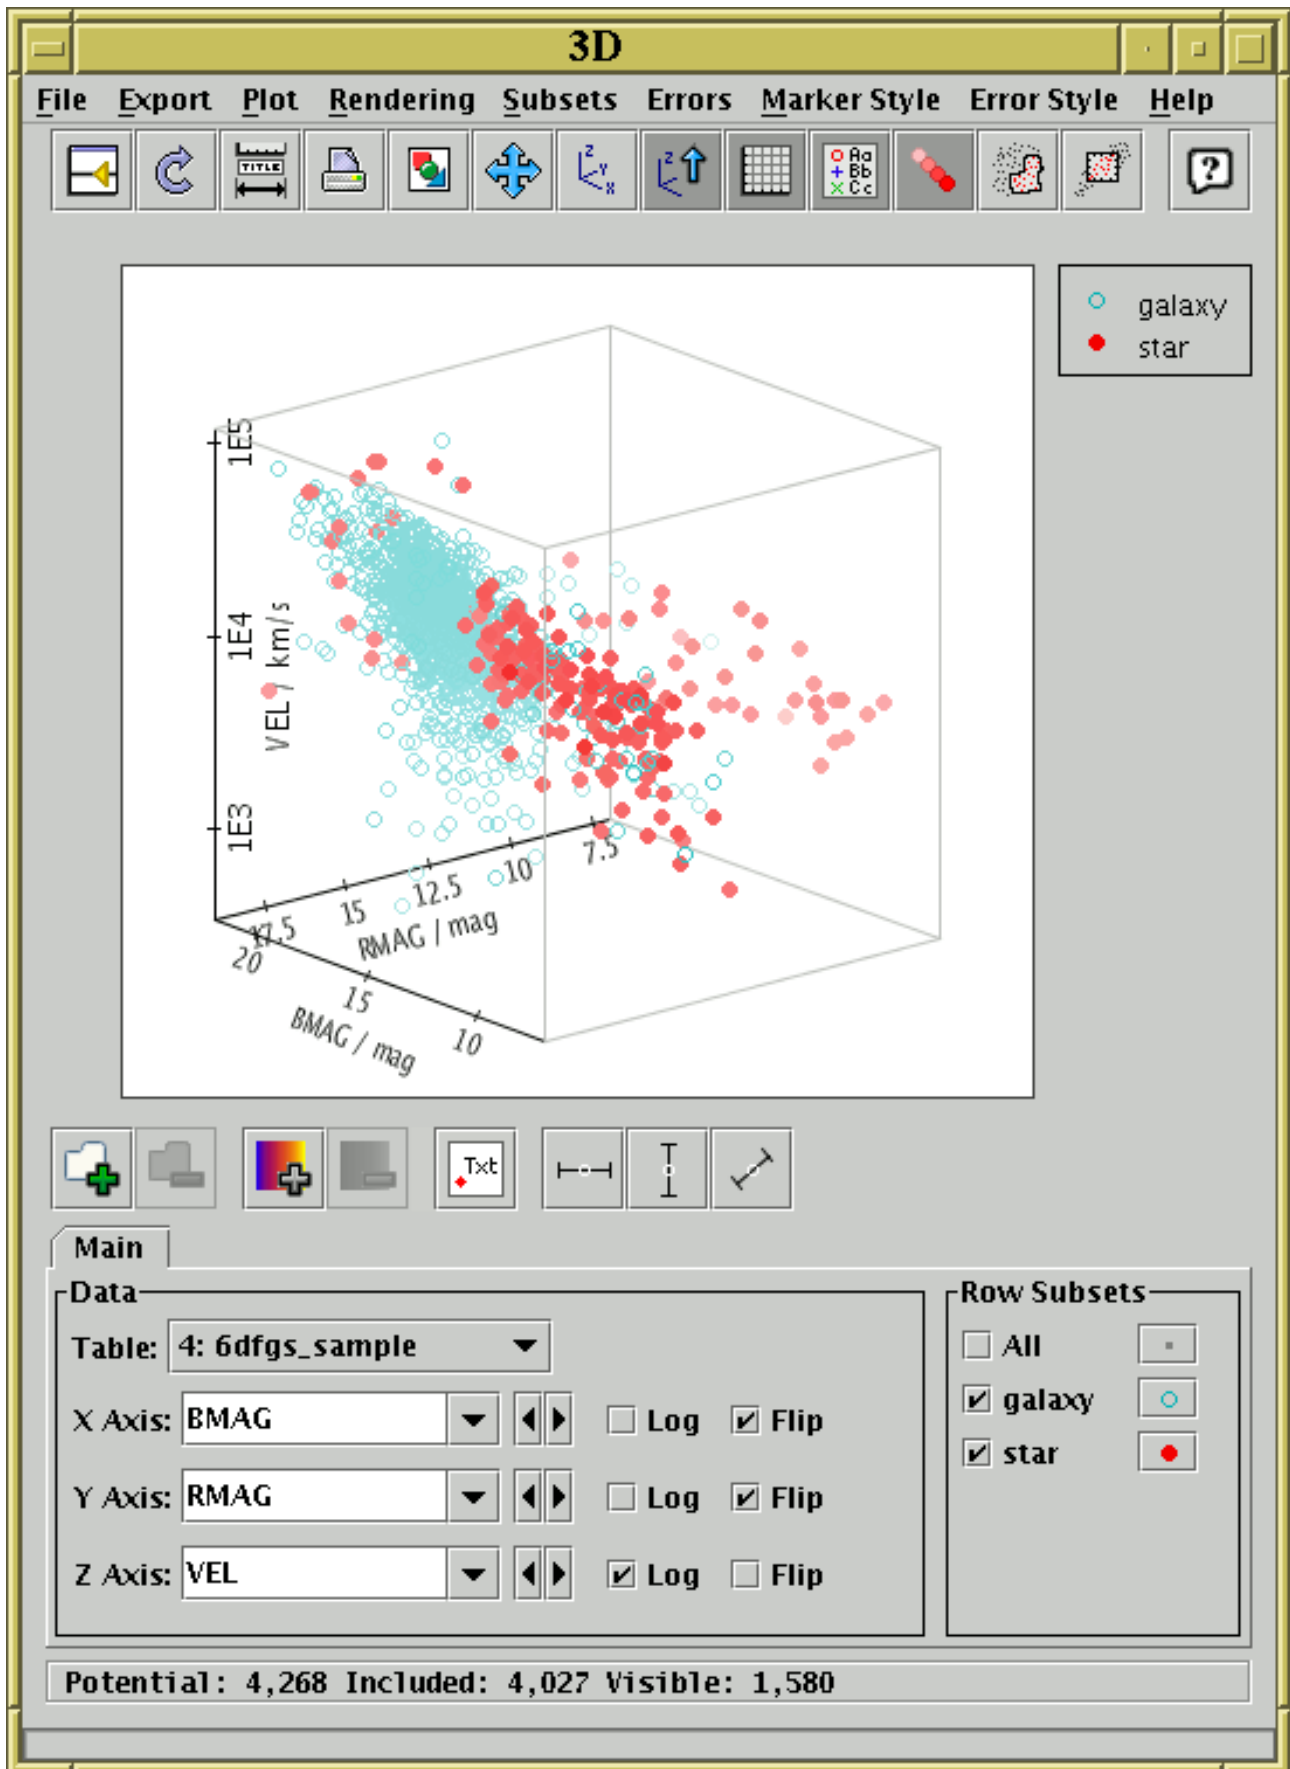 3D
File Export Plot Rendering Subsets Errors Marker Style Error Style Help
TITLE
Z Y X
Z
Aa
Bb
Cc
?
galaxy
star
1E5
1E4
1E3
VEL / km/s
7.5
10
12.5
15
17.5
RMAG / mag
20
15
10
BMAG / mag
Txt
Main
Data
Table: 4: 6dfgs_sample
X Axis: BMAG Log Flip
Y Axis: RMAG Log Flip
Z Axis: VEL Log Flip
Row Subsets
All
galaxy
star
Potential: 4,268 Included: 4,027 Visible: 1,580